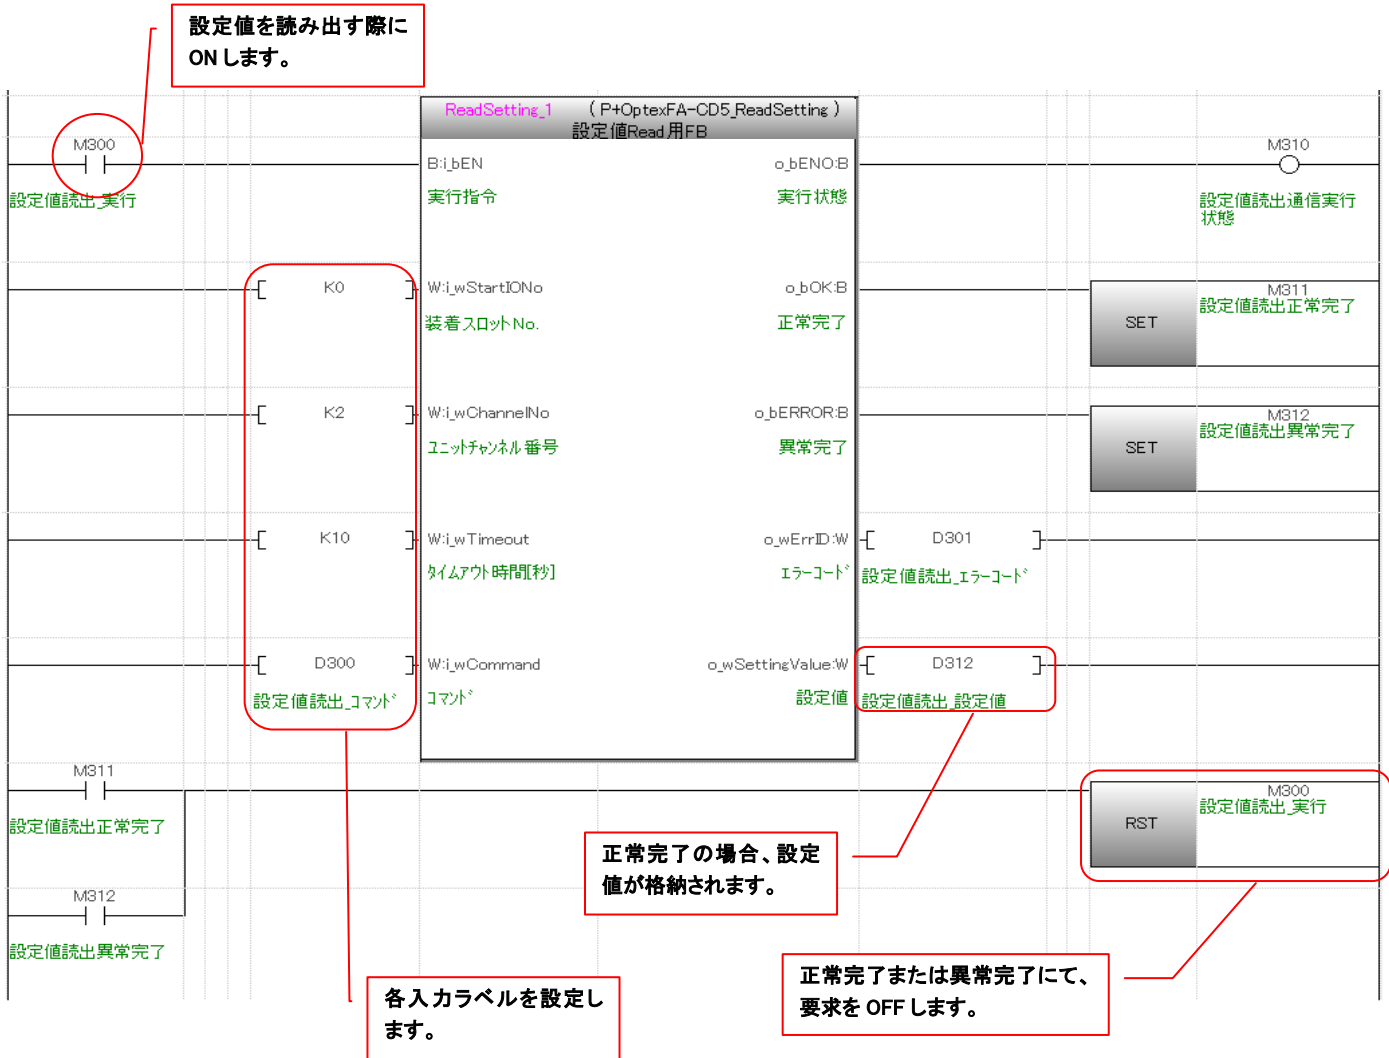 設定値を読み出す際に
ONします。
ReadSetting_1 (P+OptexFA-CD5_ReadSetting)
設定値Read用FB
M300
B:i_bEN
o_bENO:B
M310
設定値読出_実行
実行指令
実行状態
設定値読出通信実行
状態
K0
W:i_wStartIONo
o_bOK:B
M311
設定値読出正常完了
装着スロットNo.
正常完了
SET
K2
W:i_wChannelNo
o_bERROR:B
M312
設定値読出異常完了
ユニットチャンネル番号
異常完了
SET
K10
W:i_wTimeout
o_wErrID:W
D301
タイムアウト時間[秒]
エラーコード
設定値読出_エラーコード
D300
W:i_wCommand
o_wSettingValue:W
D312
設定値読出_コマンド
コマンド
設定値
設定値読出_設定値
M311
M300
設定値読出_実行
設定値読出正常完了
RST
正常完了の場合、設定
値が格納されます。
M312
設定値読出異常完了
各入力ラベルを設定し
ます。
正常完了または異常完了にて、
要求をOFFします。